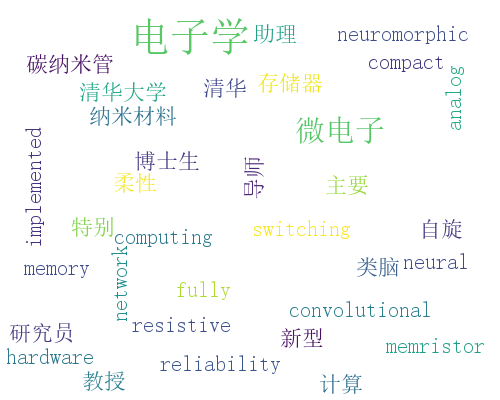 电子学
助理
neuromorphic
碳纳米管
compact
清华大学
清华
存储器
analog
纳米材料
微电子
implemented
博士生
导师
柔性
主要
特别
computing
switching
自旋
memory
network
类脑
neural
fully
convolutional
研究员
resistive
新型
memristor
hardware
reliability
教授
计算